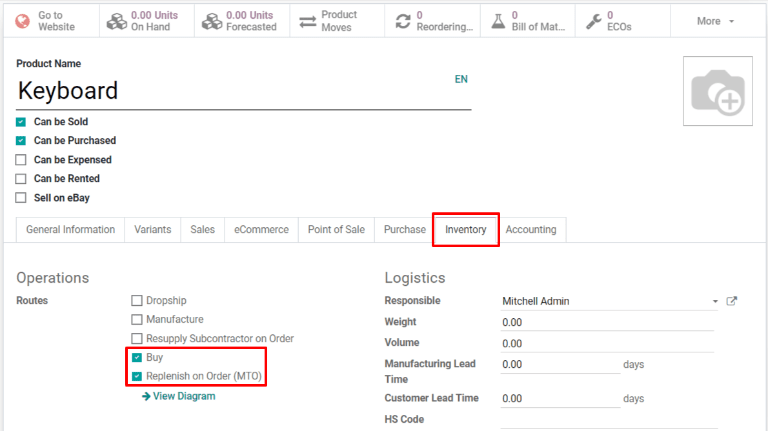 Go to Website
0.00 Units On Hand
0.00 Units Forecasted
Product Moves
0 Reordering...
0 Bill of Mat...
0 ECOs
More
Product Name
Keyboard
EN
Can be Sold
Can be Purchased
Can be Expensed
Can be Rented
Sell on eBay
General Information Variants Sales eCommerce Point of Sale Purchase Inventory Accounting
Operations
Routes
Dropship
Manufacture
Resupply Subcontractor on Order
Buy
Replenish on Order (MTO)
View Diagram
Logistics
Responsible Mitchell Admin
Weight 0.00
Volume 0.00
Manufacturing Lead Time 0.00 days
Customer Lead Time 0.00 days
HS Code